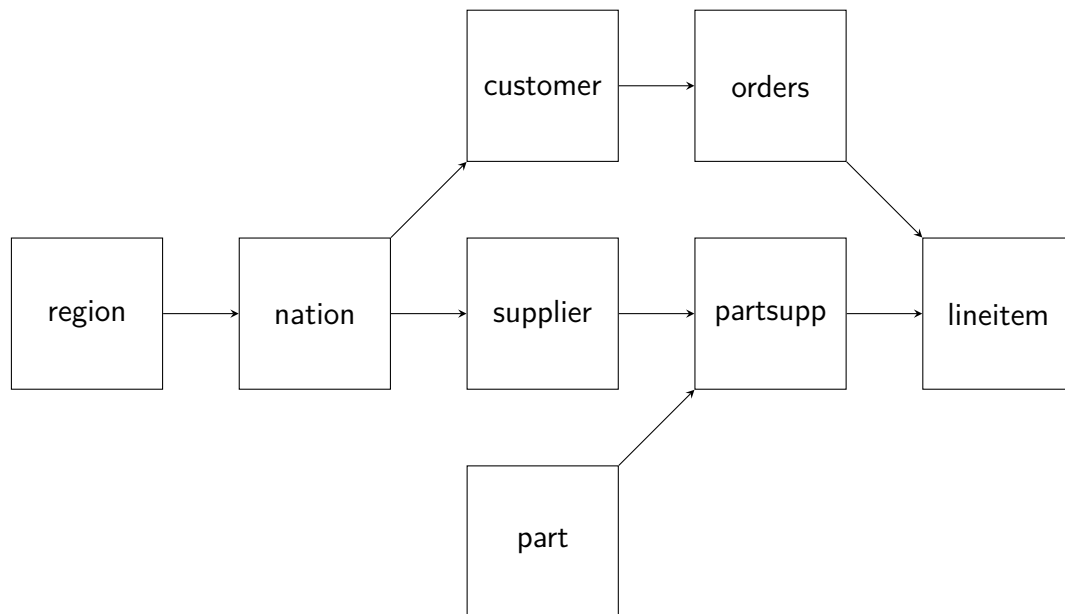 customer
orders
region
nation
supplier
partsupp
lineitem
part